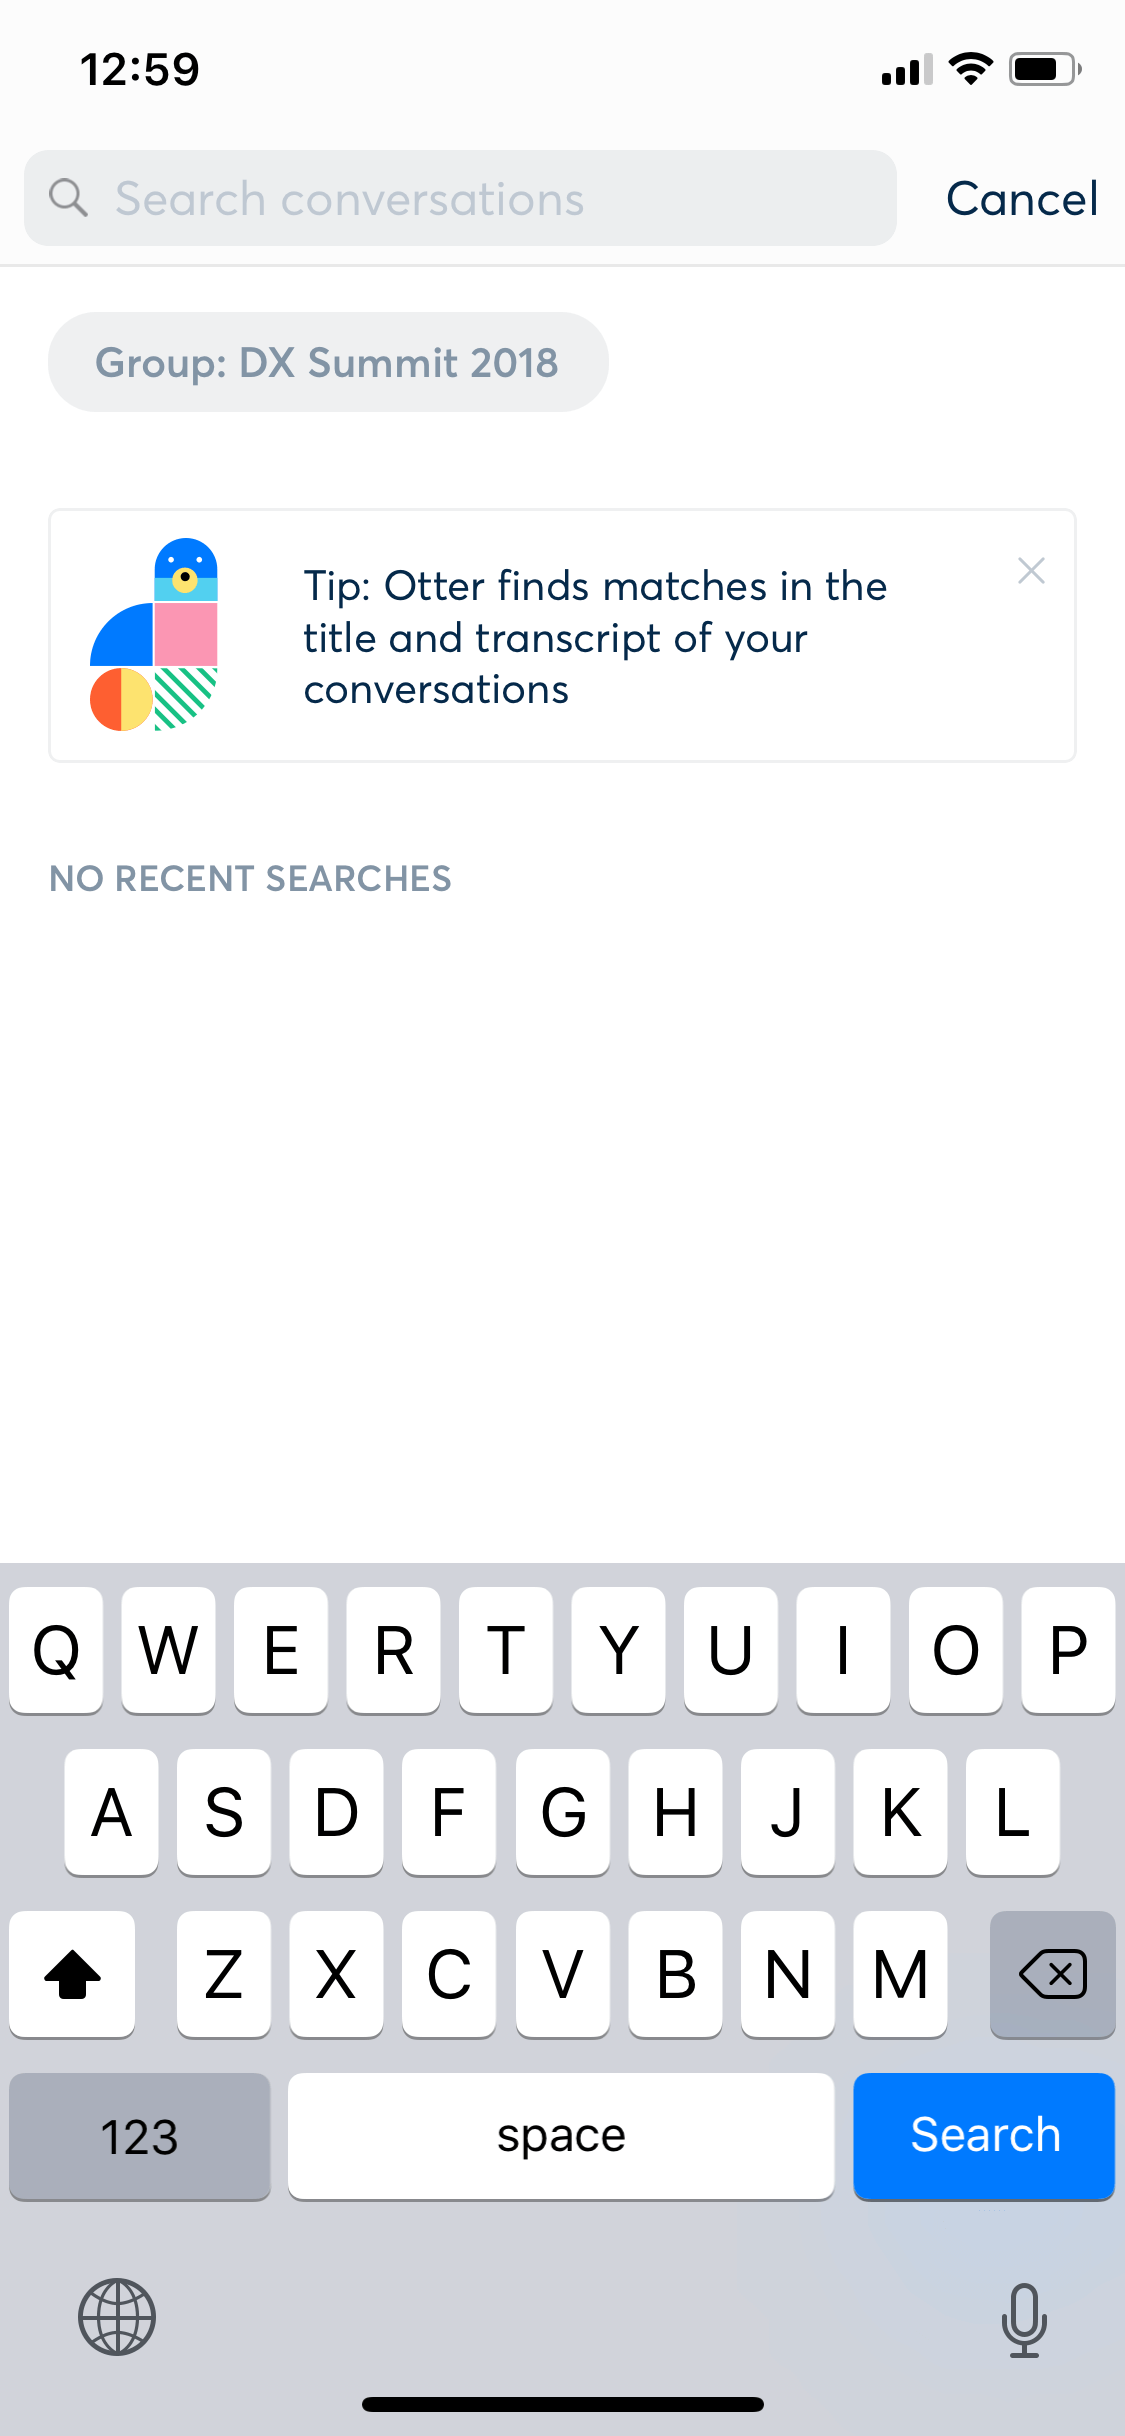 12:59
Search conversations
Cancel
Group: DX Summit 2018
Tip: Otter finds matches in the
title and transcript of your
conversations
NO RECENT SEARCHES
Q W E R T Y U I O P
A S D F G H J K L
Z X C V B N M
123 space Search